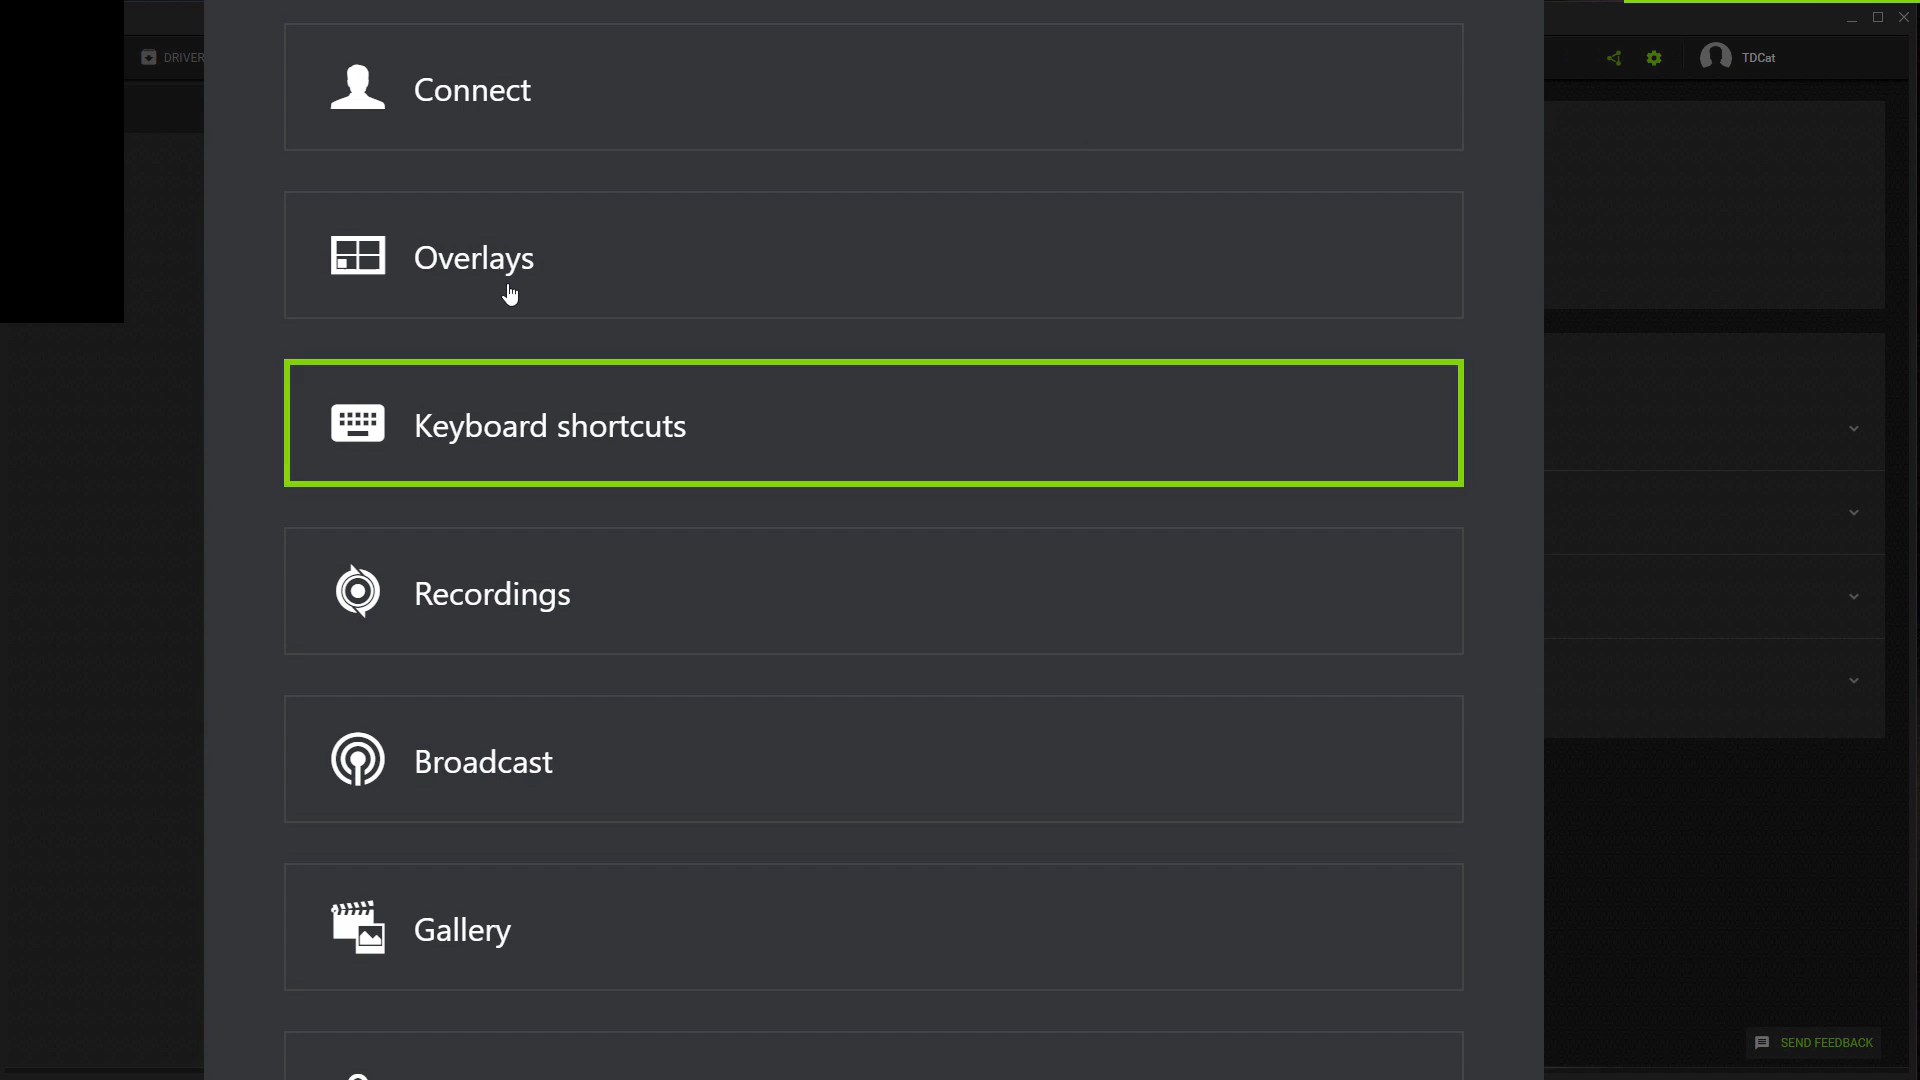 DRIVER
TDCat
Connect
Overlays
Keyboard shortcuts
Recordings
Broadcast
Gallery
SEND FEEDBACK